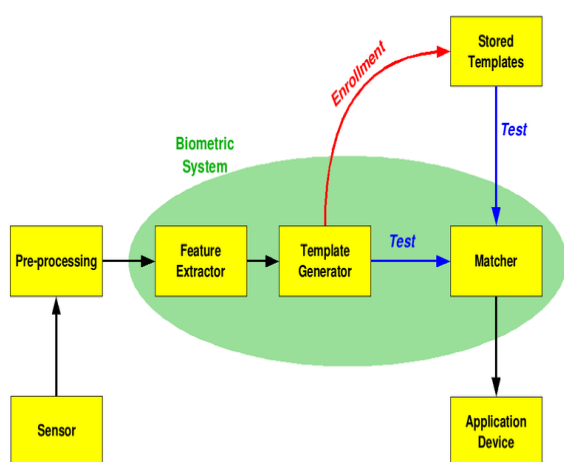 Stored
Templates
Enrollment
Test
Biometric
System
Pre-processing
Feature
Extractor
Template
Generator
Test
Matcher
Sensor
Application
Device